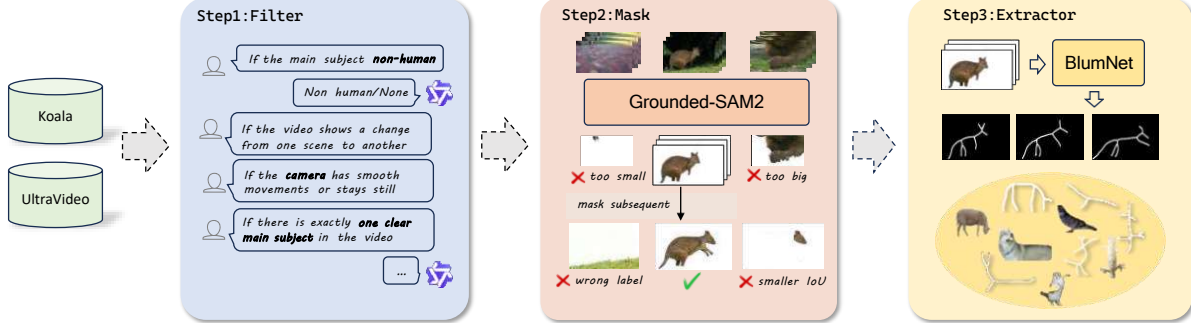 Koala
UltraVideo
Step1:Filter
If the main subject non-human
Non human/None
If the video shows a change
from one scene to another
If the camera has smooth
movements or stays still
If there is exactly one clear
main subject in the video
...
Step2:Mask
Grounded-SAM2
too small
too big
mask subsequent
wrong label
smaller IoU
Step3:Extractor
BlumNet